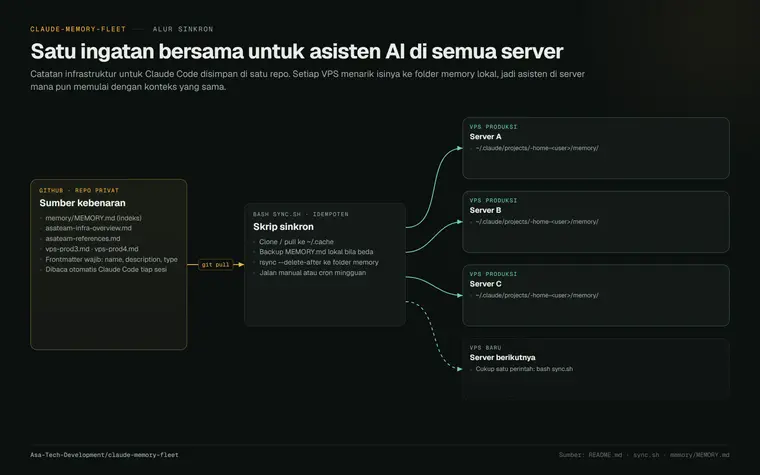 CLAUDE-MEMORY-FLEET — ALUR SINKRON
Satu ingatan bersama untuk asisten AI di semua server
Catatan infrastruktur untuk Claude Code disimpan di satu repo. Setiap VPS menarik isinya ke folder memory lokal, jadi asisten di server
mana pun memulai dengan konteks yang sama.
GITHUB · REPO PRIVAT
Sumber kebenaran
· memory/MEMORY.md (indeks)
· asateam-infra-overview.md
· asateam-references.md
· vps-prod3.md · vps-prod4.md
· Frontmatter wajib: name, description, type
· Dibaca otomatis Claude Code tiap sesi
git pull
BASH SYNC.SH · IDEMPOTEN
Skrip sinkron
· Clone / pull ke ~/.cache
· Backup MEMORY.md lokal bila beda
· rsync --delete-after ke folder memory
· Jalan manual atau cron mingguan
VPS PRODUKSI
Server A
· ~/.claude/projects/-home-<user>/memory/
VPS PRODUKSI
Server B
· ~/.claude/projects/-home-<user>/memory/
VPS PRODUKSI
Server C
· ~/.claude/projects/-home-<user>/memory/
VPS BARU
Server berikutnya
· Cukup satu perintah: bash sync.sh
Asa-Tech-Development/claude-memory-fleet
Sumber: README.md · sync.sh · memory/MEMORY.md